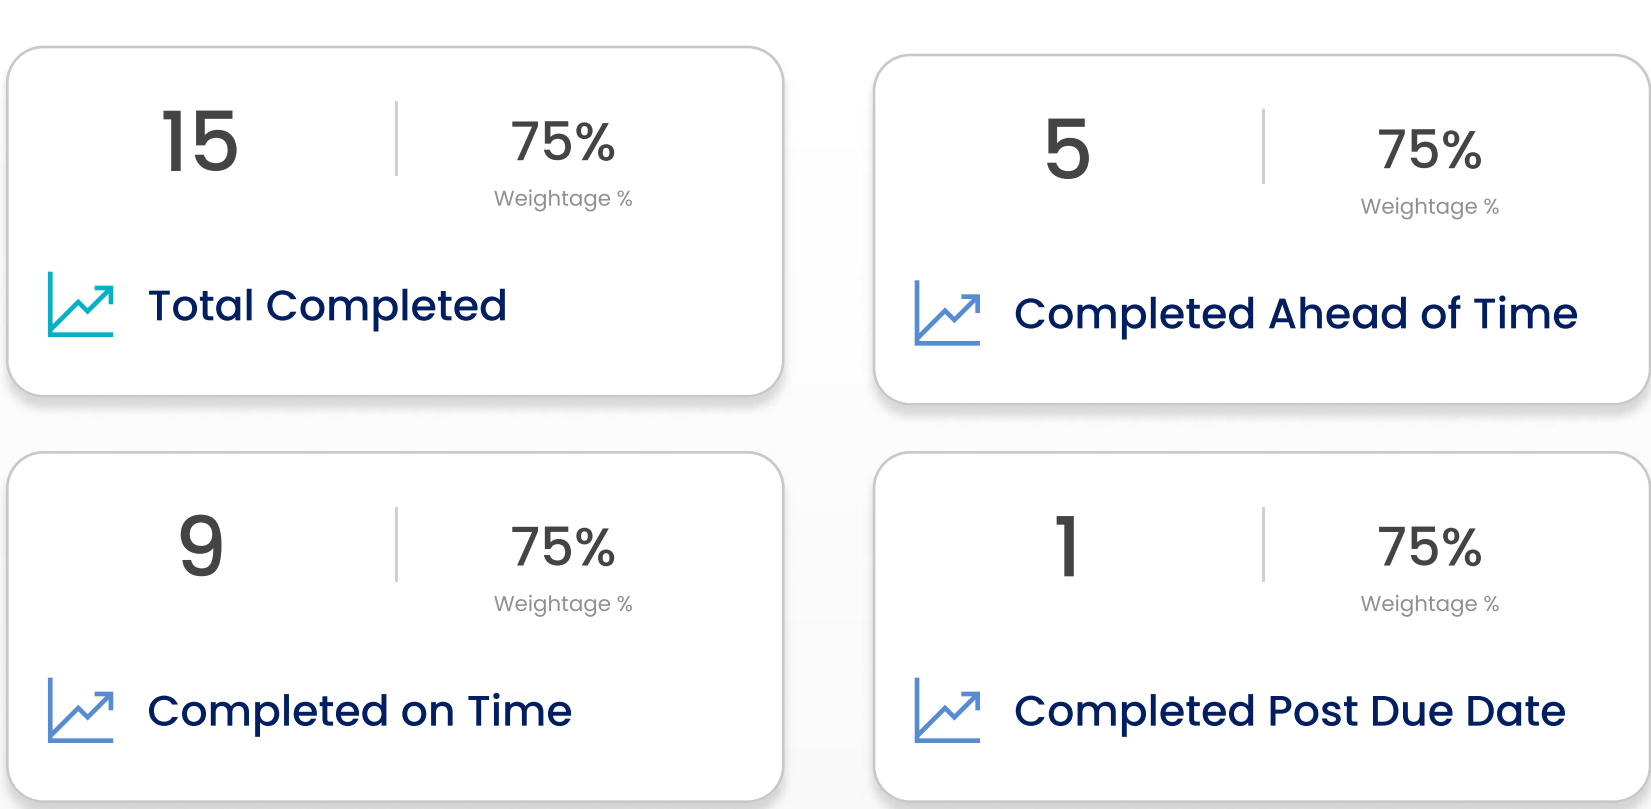 15
75%
Weightage %
Total Completed
5
75%
Weightage %
Completed Ahead of Time
9
75%
Weightage %
Completed on Time
1
75%
Weightage %
Completed Post Due Date